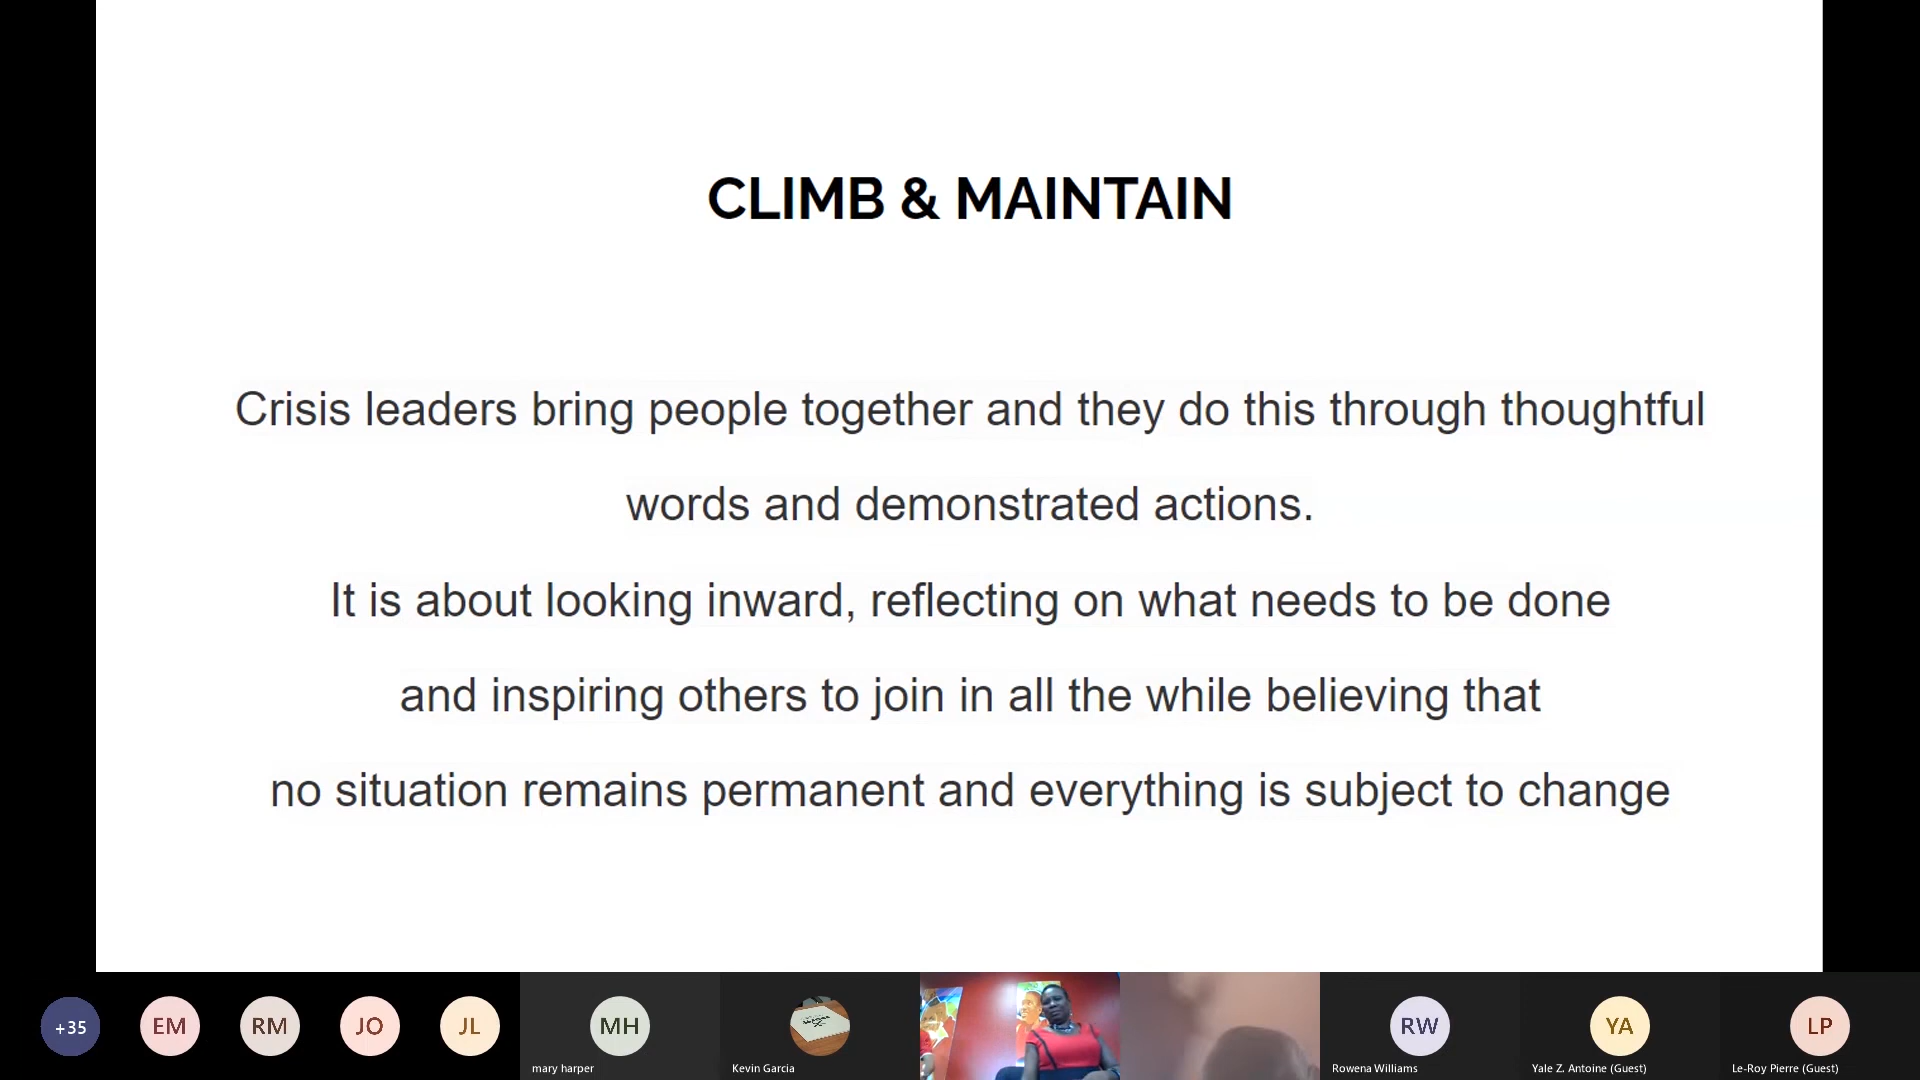 CLIMB & MAINTAIN
Crisis leaders bring people together and they do this through thoughtful
words and demonstrated actions.
It is about looking inward, reflecting on what needs to be done
and inspiring others to join in all the while believing that
no situation remains permanent and everything is subject to change
+35
EM
RM
JO
JL
MH
mary harper
Kevin Garcia
RW
Rowena Williams
YA
Yale Z. Antoine (Guest)
LP
Le-Roy Pierre (Guest)